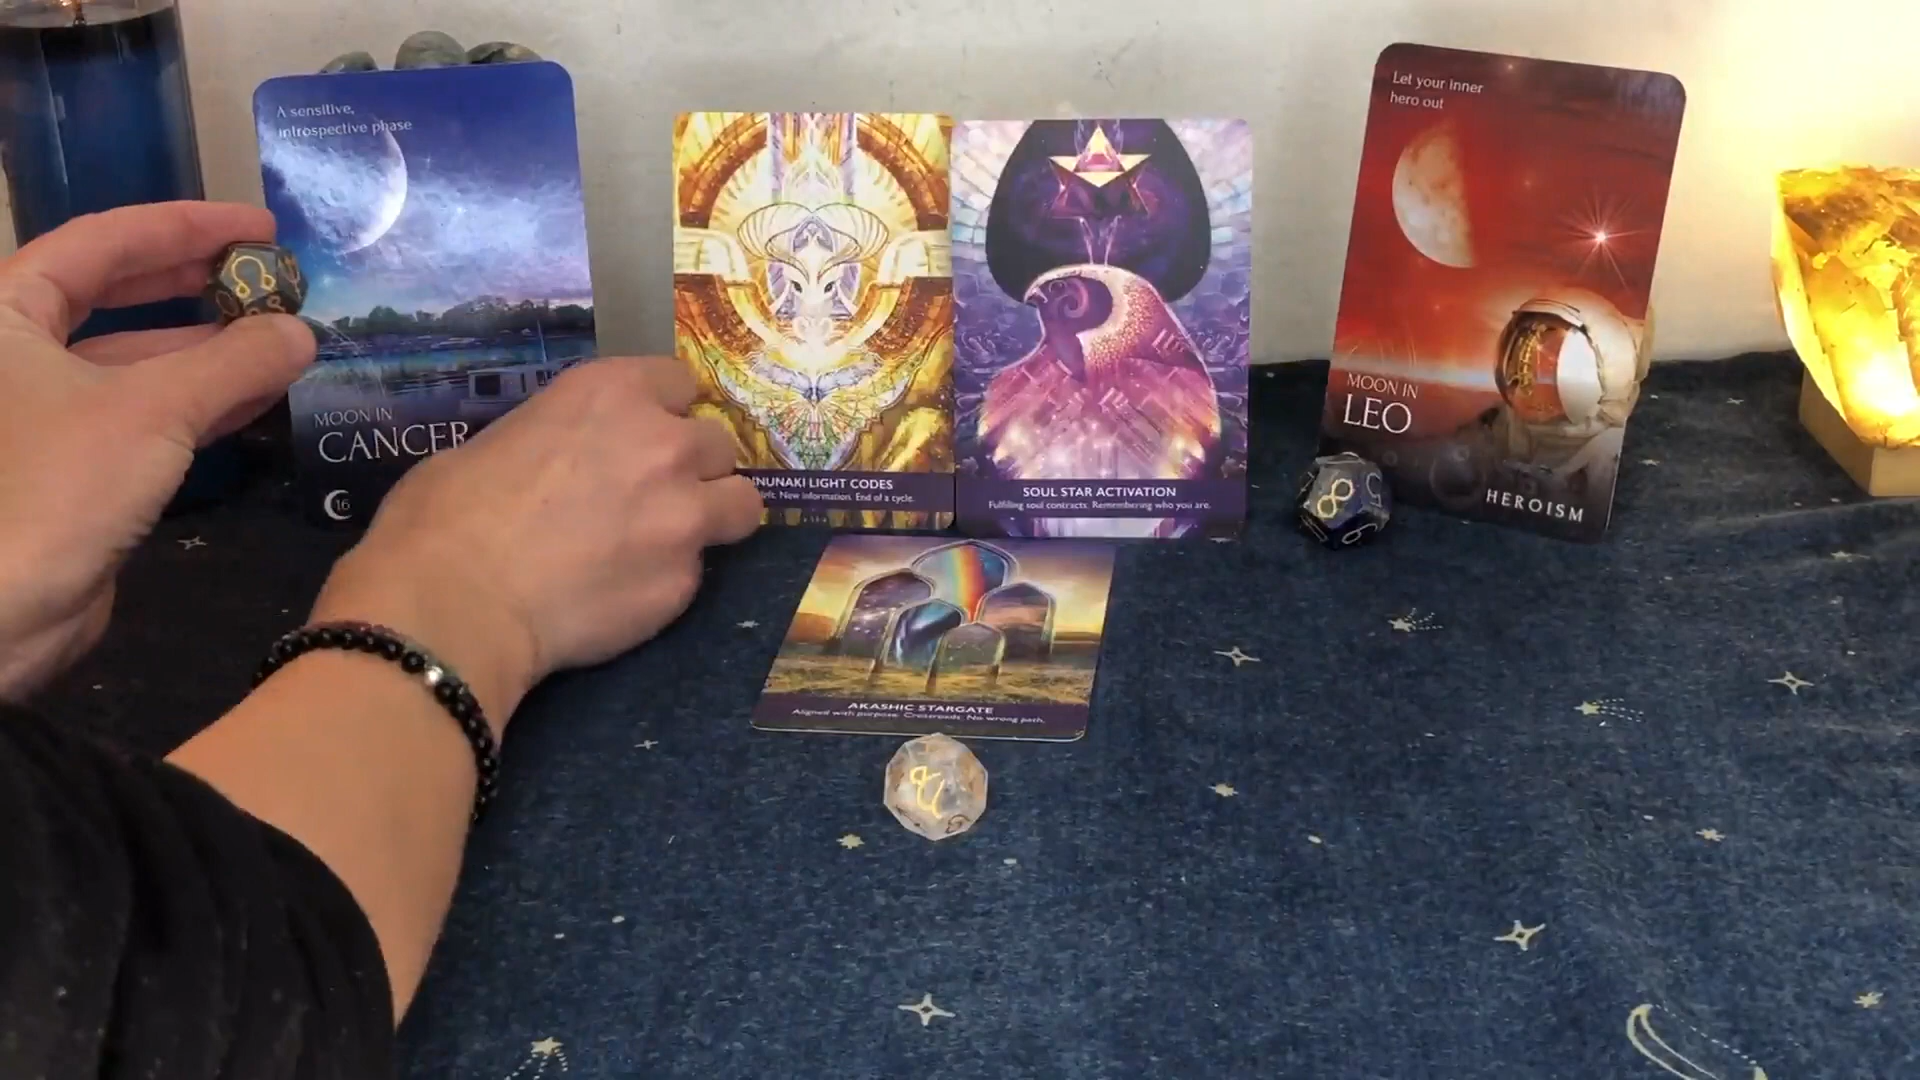 A sensitive,
introspective phase
MOON IN
CANCER
16
NNUNAKI LIGHT CODES
New information. End of a cycle.
SOUL STAR ACTIVATION
Fulfilling soul contracts. Remembering who you are.
Let your inner
hero out
MOON IN
LEO
HEROISM
8
AKASHIC STARGATE
Aligned with purpose. Crossroads. No wrong path.